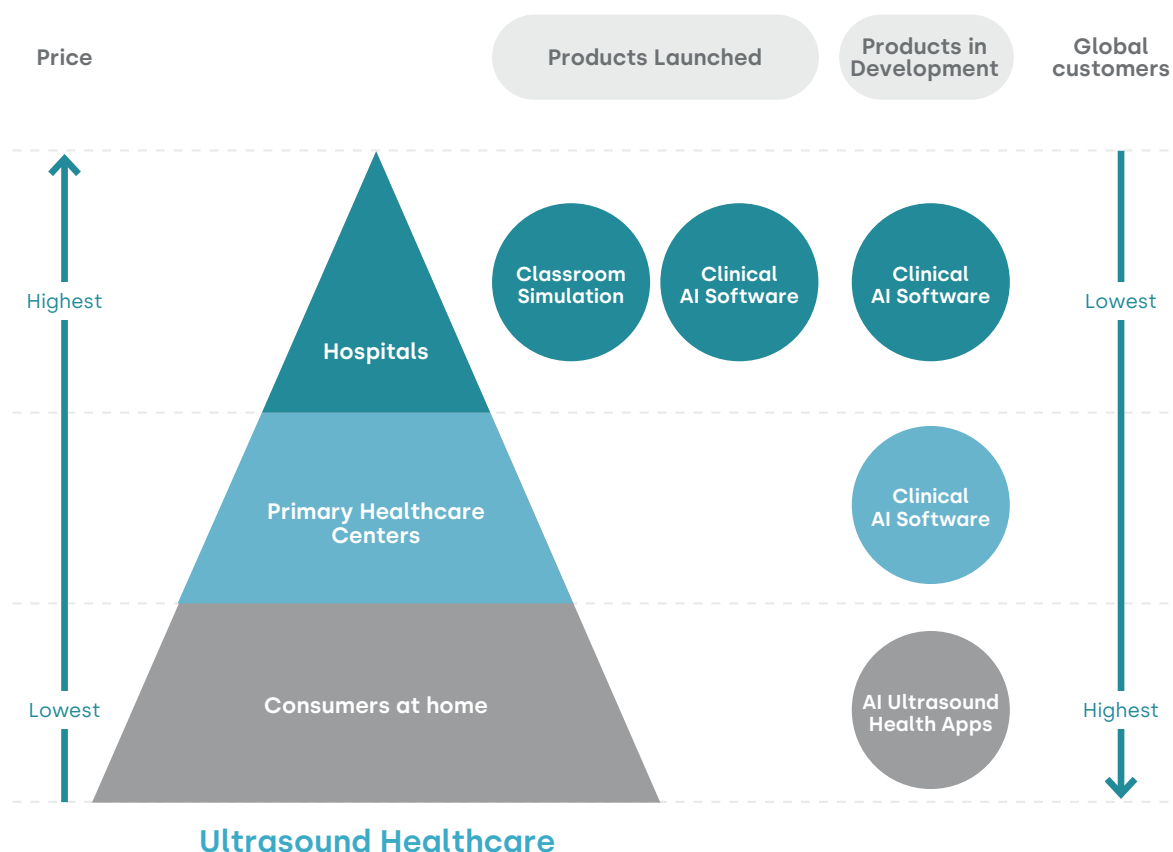 Price
Products Launched
Products in
Development
Global
customers
Highest
Hospitals
Classroom
Simulation
Clinical
AI Software
Clinical
AI Software
Lowest
Primary Healthcare
Centers
Clinical
AI Software
Lowest
Consumers at home
AI Ultrasound
Health Apps
Highest
Ultrasound Healthcare